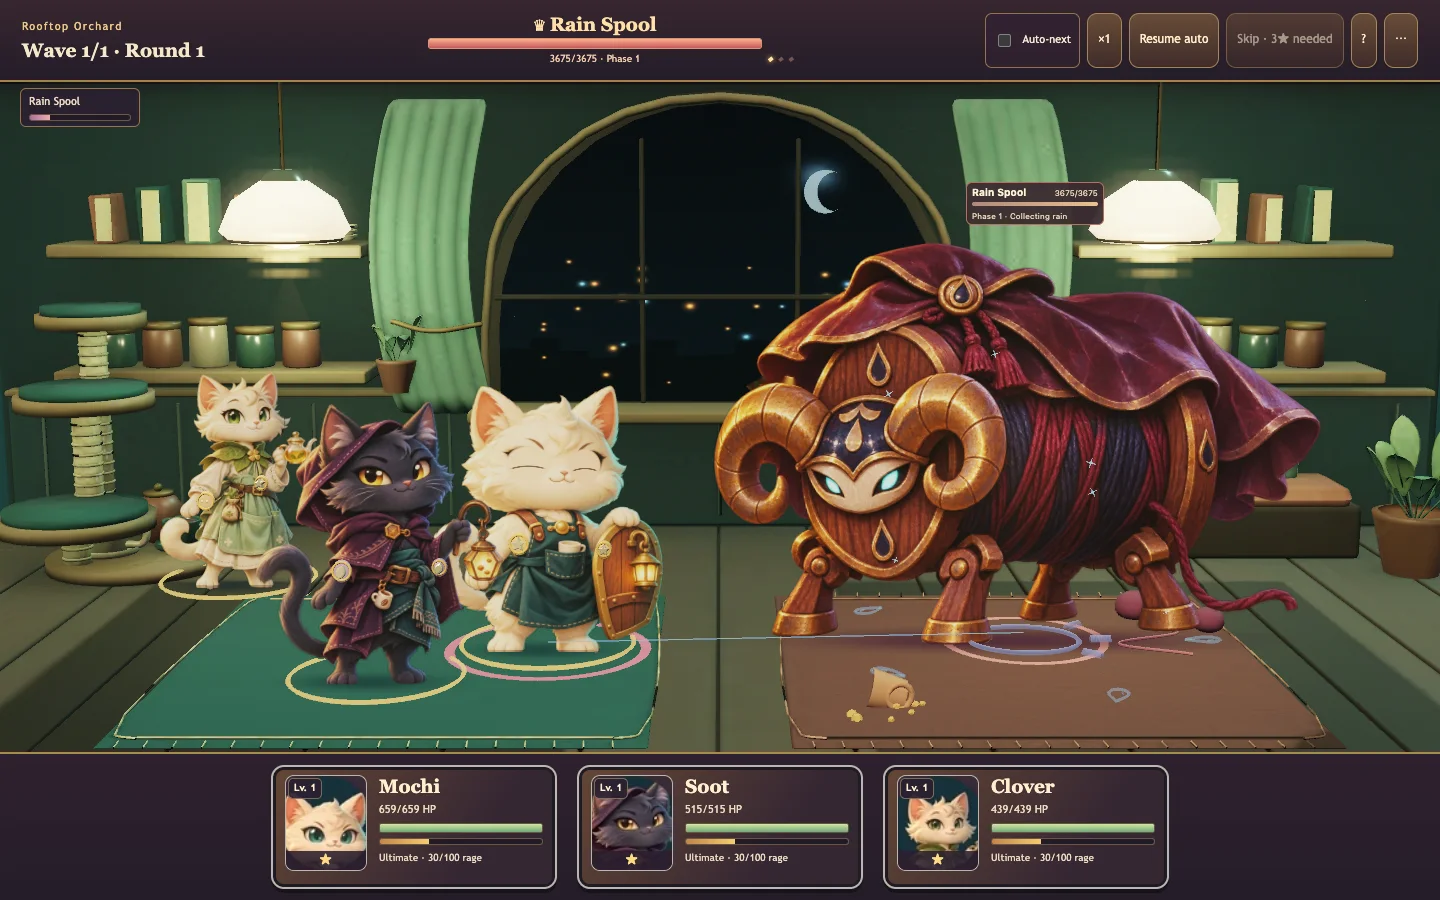 Rooftop Orchard
Wave 1/1 · Round 1
Rain Spool
3675/3675 · Phase 1
Auto-next
×1
Resume auto
Skip · 3★ needed
?
...
Rain Spool
Rain Spool 3675/3675
Phase 1 · Collecting rain
Lv. 1
Mochi
659/659 HP
Ultimate · 30/100 rage
Lv. 1
Soot
515/515 HP
Ultimate · 30/100 rage
Lv. 1
Clover
439/439 HP
Ultimate · 30/100 rage